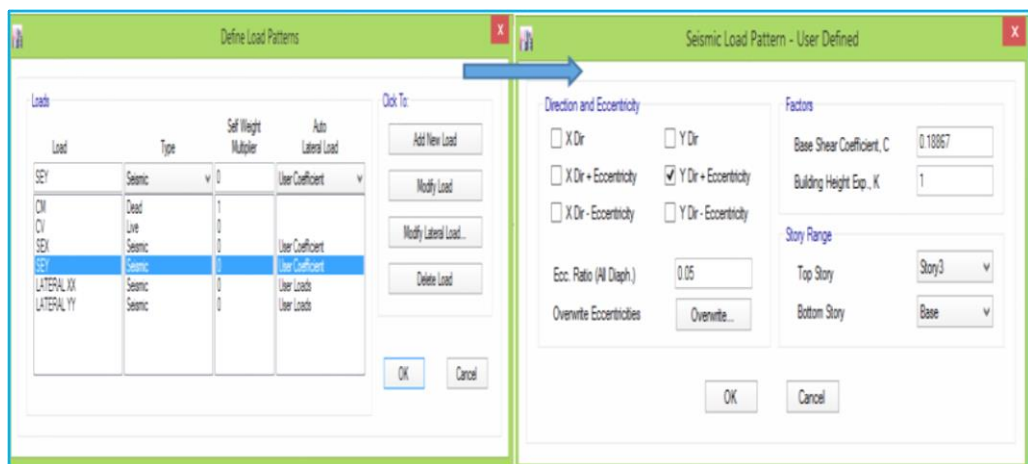 Define Load Patterns
Loads
Load
Type
Self Weight
Multiplier
Auto
Lateral Load
SEY Seismic 0 User Coefficient
CM Dead 1
CV Live 0
SEX Seismic 0 User Coefficient
SEY Seismic 0 User Coefficient
LATERAL XX Seismic 0 User Loads
LATERAL YY Seismic 0 User Loads
Click To:
Add New Load
Modify Load
Modify Lateral Load...
Delete Load
OK Cancel
Seismic Load Pattern - User Defined
Direction and Eccentricity
X Dir Y Dir
X Dir + Eccentricity Y Dir + Eccentricity
X Dir - Eccentricity Y Dir - Eccentricity
Ecc. Ratio (All Diaph.) 0.05
Overwrite Eccentricities Overwrite...
Factors
Base Shear Coefficient, C 0.18867
Building Height Exp., K 1
Story Range
Top Story Story3
Bottom Story Base
OK Cancel